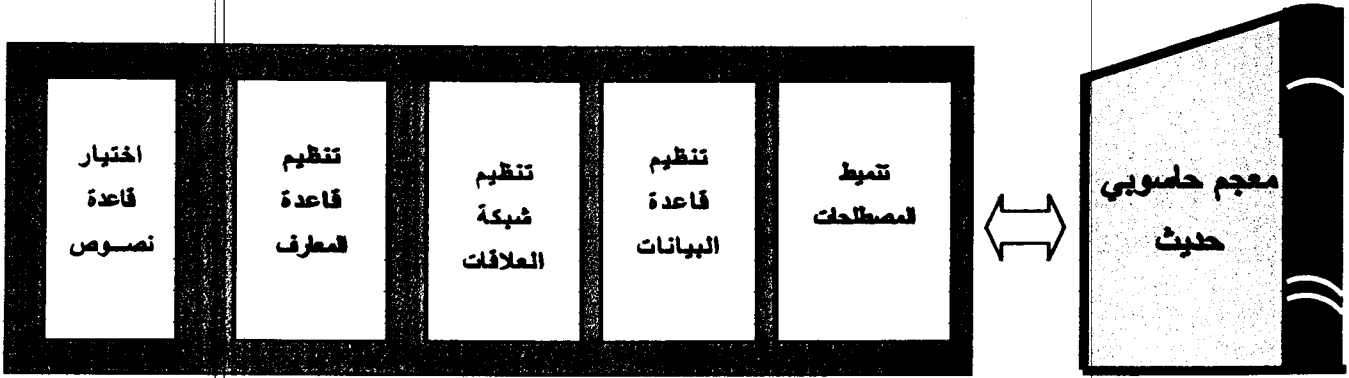 معجم حاسوبي
حديث
تنميط
المصطلحات
تنظيم
قاعدة
البيانات
تنظيم
شبكة
العلاقات
تنظيم
قاعدة
المعارف
اختيار
قاعدة
نصوص